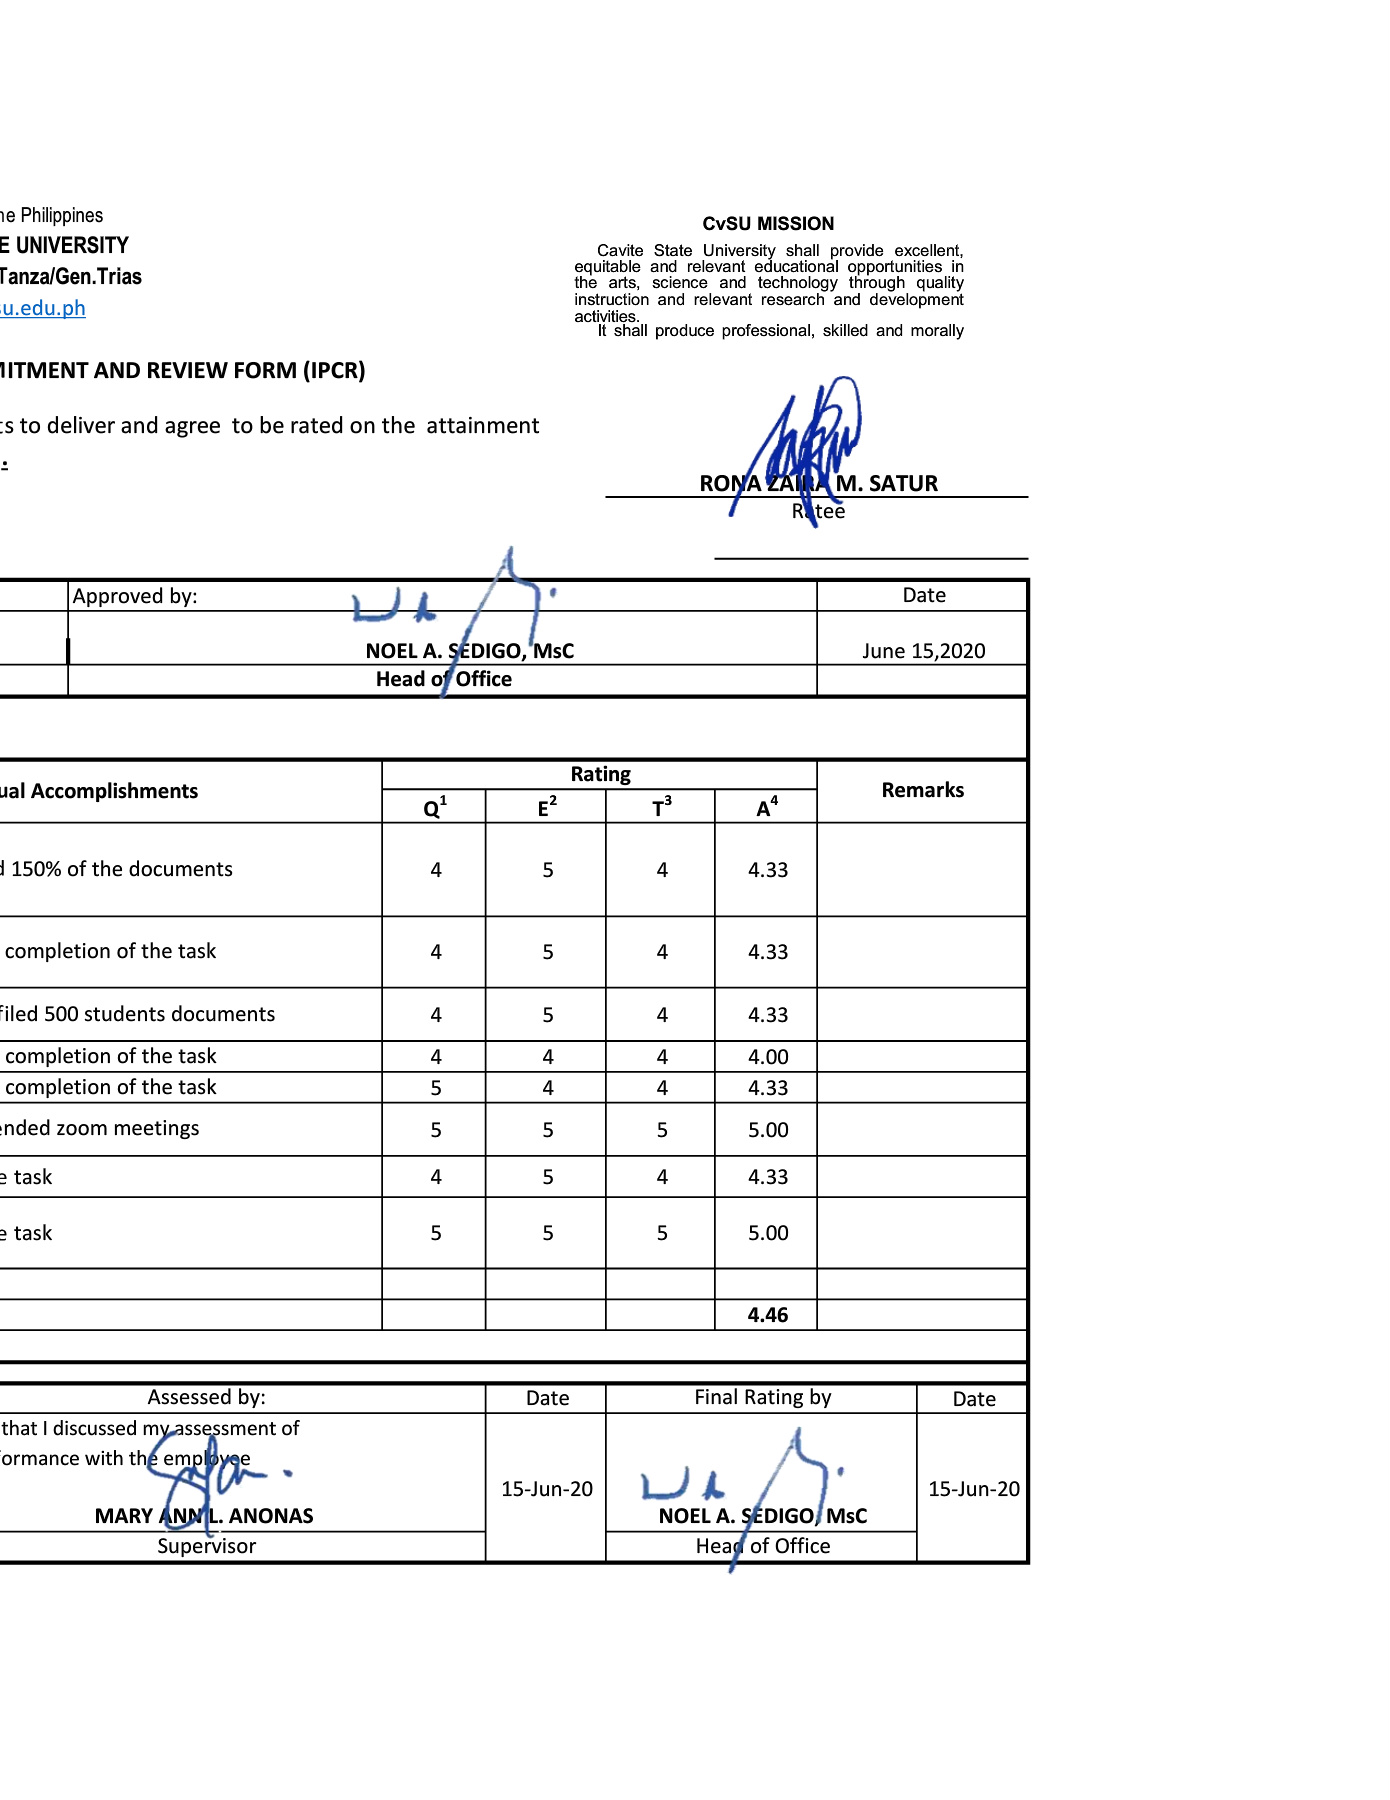 he Philippines
E UNIVERSITY
Tanza/Gen.Trias
su.edu.ph
CvSU MISSION
Cavite State University shall provide excellent,
equitable and relevant educational opportunities in
the arts, science and technology through quality
instruction and relevant research and development
activities.
It shall produce professional, skilled and morally
MITMENT AND REVIEW FORM (IPCR)
ts to deliver and agree to be rated on the attainment
.
RONA ZAIRA M. SATUR
Ratee
Approved by:
Date
NOEL A. SEDIGO, MsC
June 15,2020
Head of Office
ual Accomplishments
Rating
Remarks
Q1 E2 T3 A4
d 150% of the documents 4 5 4 4.33
completion of the task 4 5 4 4.33
filed 500 students documents 4 5 4 4.33
completion of the task 4 4 4 4.00
completion of the task 5 4 4 4.33
ended zoom meetings 5 5 5 5.00
e task 4 5 4 4.33
e task 5 5 5 5.00
4.46
Assessed by: Date Final Rating by Date
that I discussed my assessment of
formance with the employee
15-Jun-20 15-Jun-20
MARY ANN L. ANONAS NOEL A. SEDIGO, MsC
Supervisor Head of Office